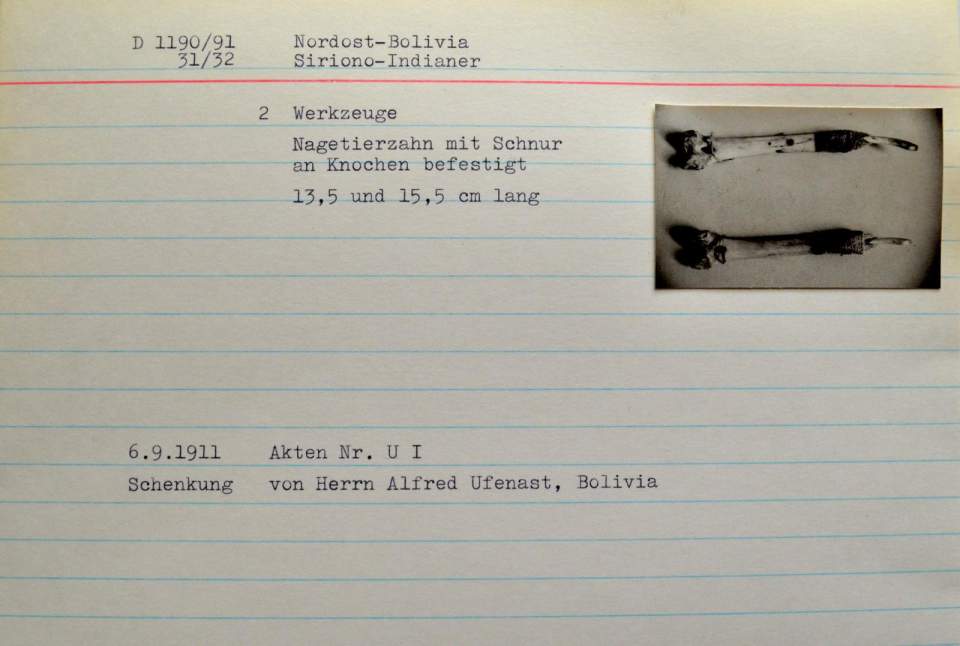 D 1190/91 Nordost-Bolivia
31/32 Siriono-Indianer
2 Werkzeuge
Nagetierzahn mit Schnur
an Knochen befestigt
13,5 und 15,5 cm lang
6.9.1911 Akten Nr. U I
Schenkung von Herrn Alfred Ufenast, Bolivia